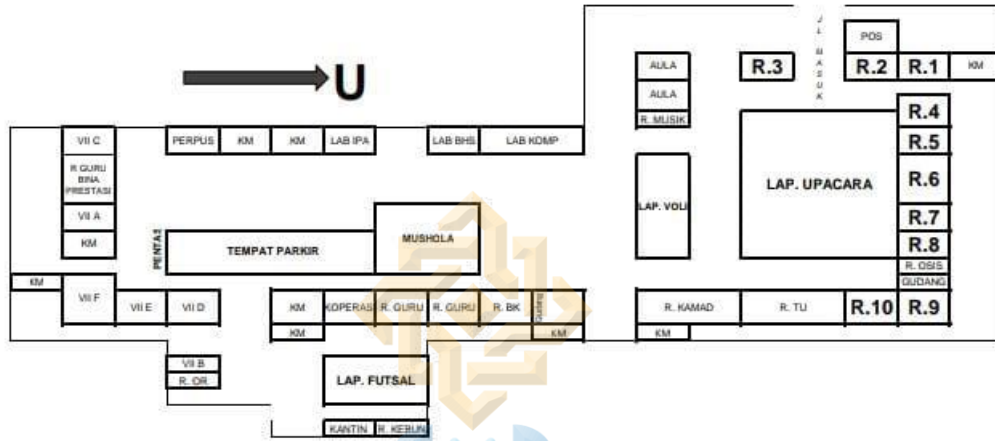 JL MASUK
POS
AULA
R.3
R.2
R.1
KM
AULA
R. MUSIK
R.4
U
VII C
PERPUS
KM
KM
LAB IPA
LAB BHS
LAB KOMP
R.5
R GURU
BINA
PRESTASI
R.6
LAP. UPACARA
LAP. VOLI
VII A
R.7
KM
PENTAS
TEMPAT PARKIR
MUSHOLA
R.8
R. OSIS
GUDANG
KM
VII F
VII E
VII D
KM
KOPERASI
R. GURU
R. GURU
R. BK
Gudang
R. KAMAD
R. TU
R.10
R.9
KM
KM
KM
VII B
R. OR
LAP. FUTSAL
KANTIN
R. KEBUN